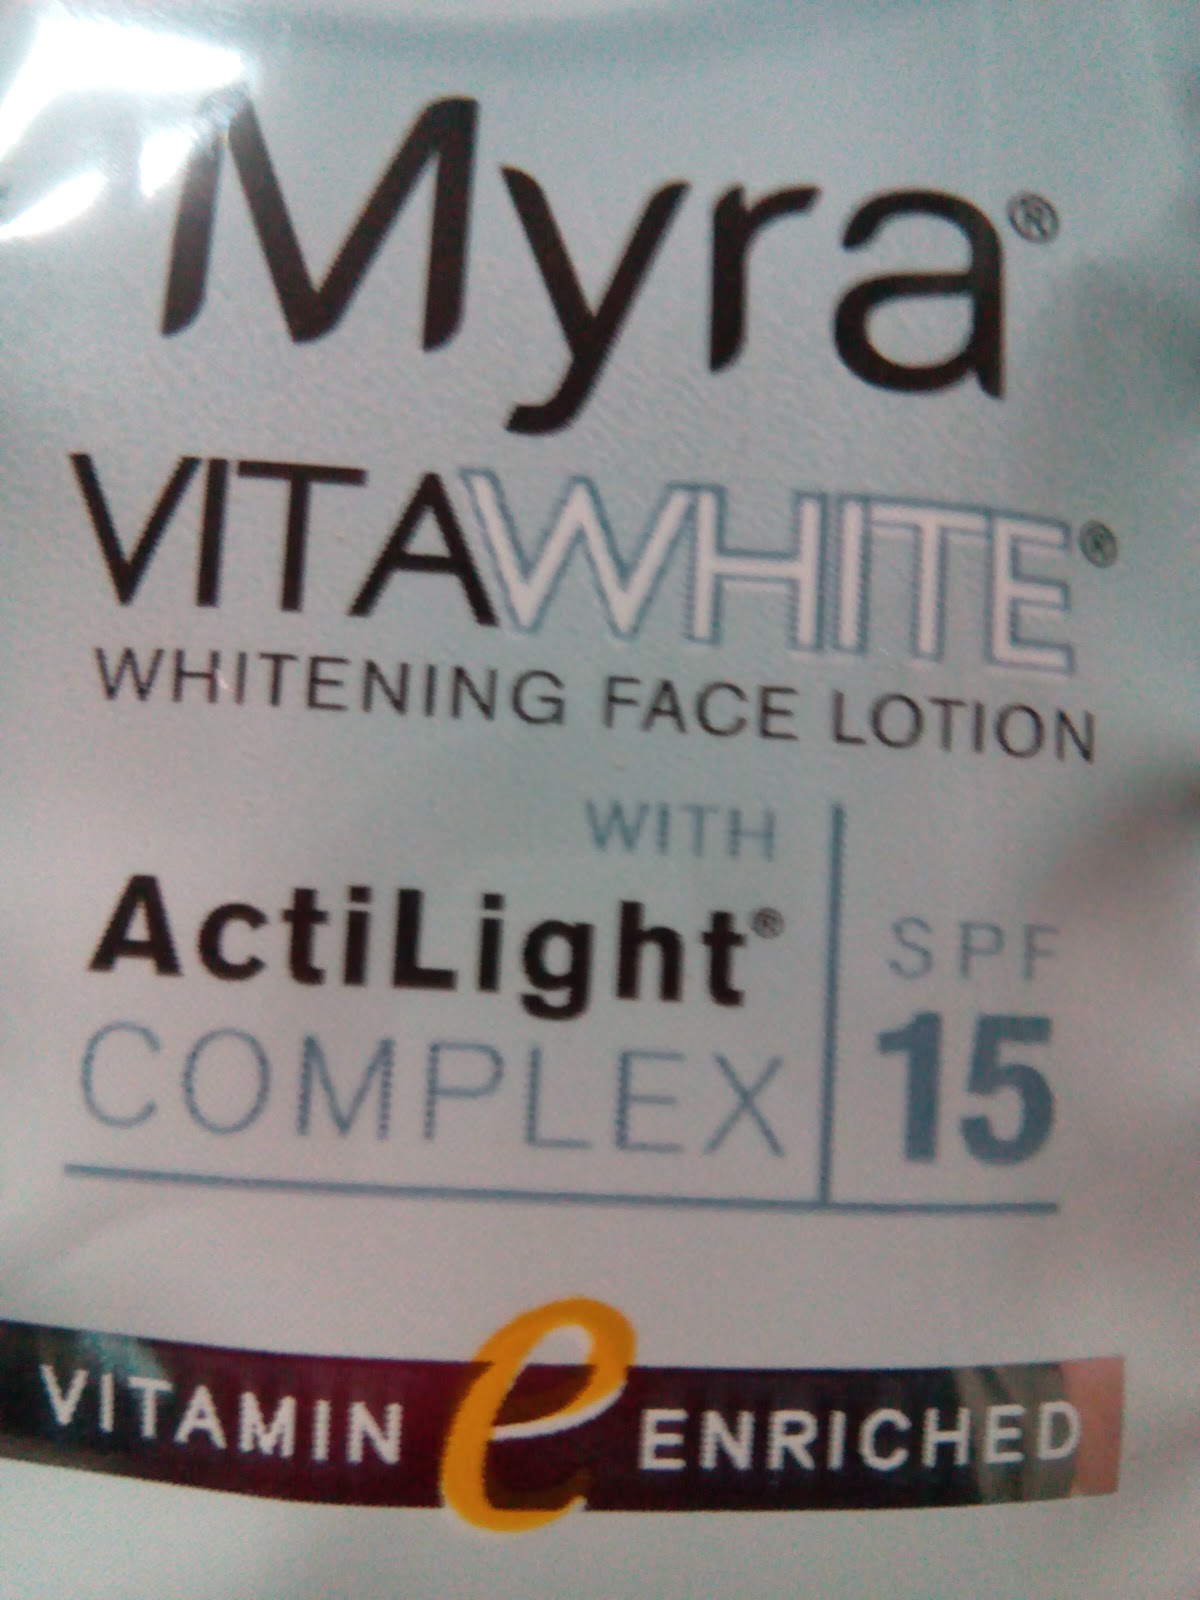 Myra®
VITAWHITE®
WHITENING FACE LOTION
WITH
ActiLight®
COMPLEX
SPF
15
VITAMIN e ENRICHED